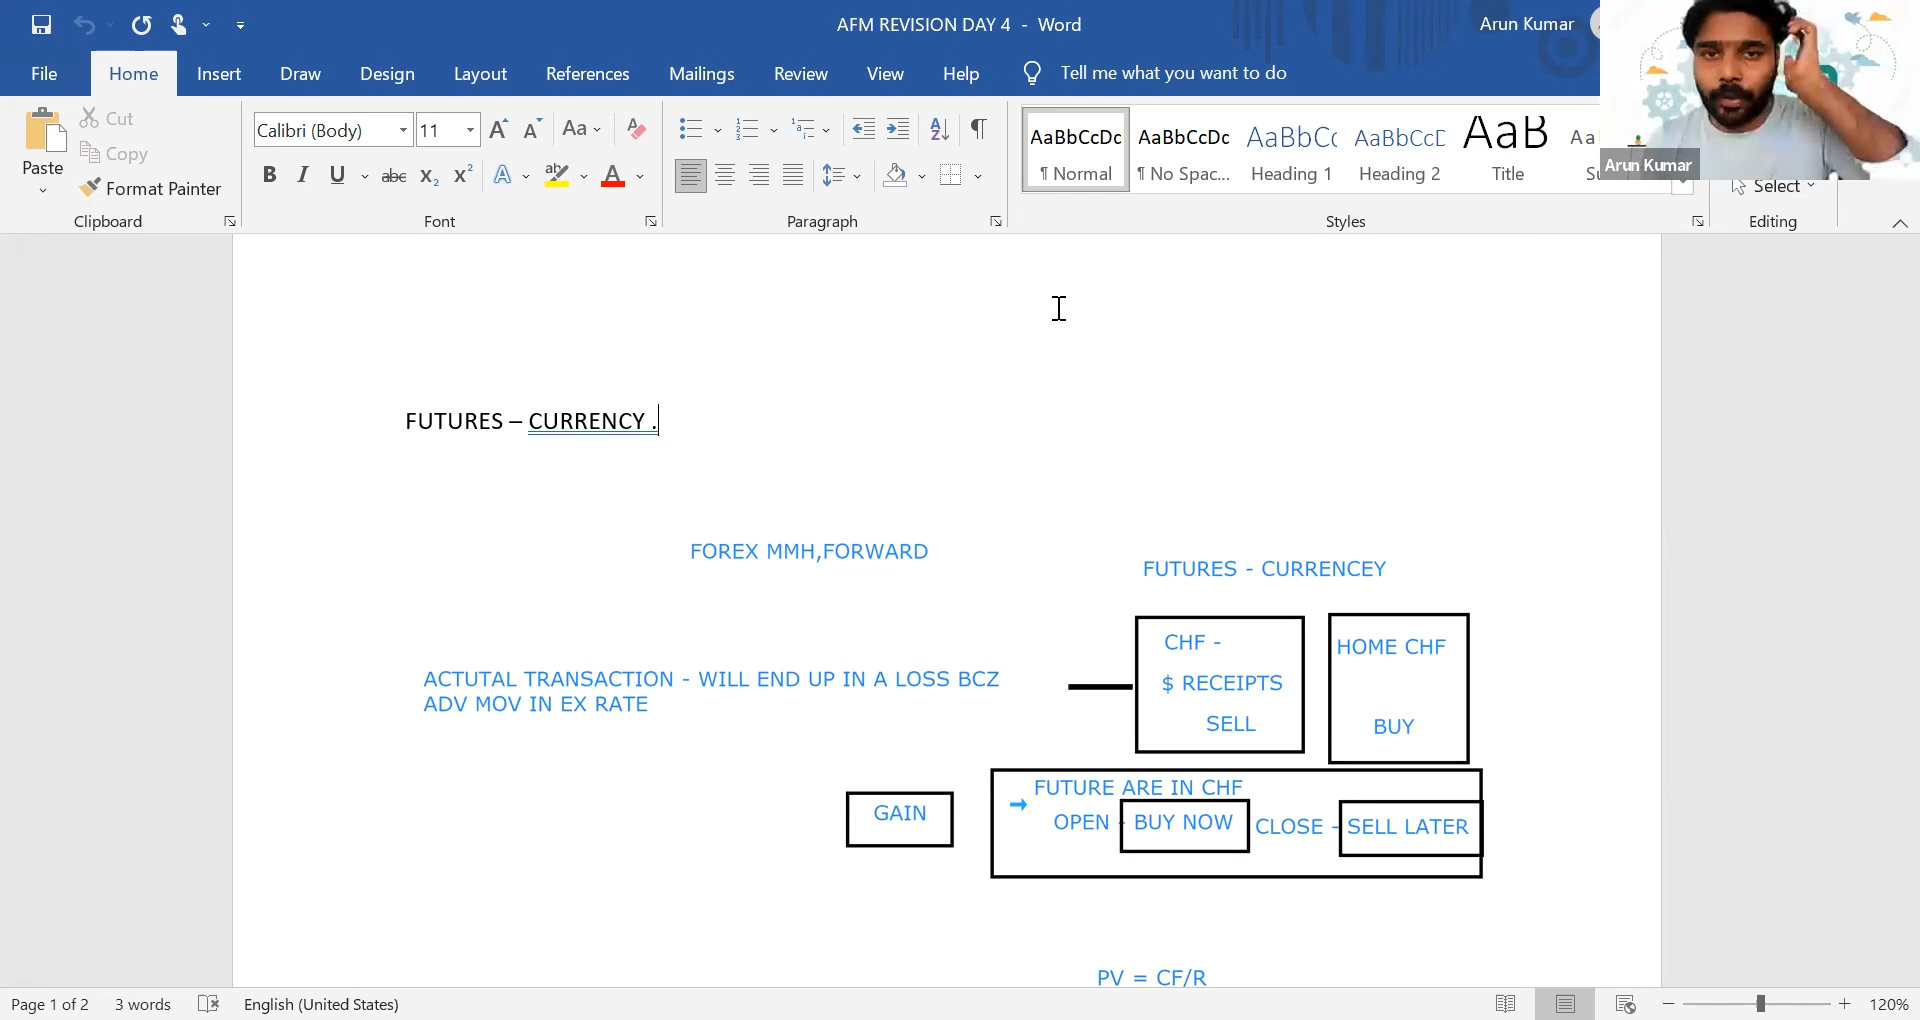 AFM REVISION DAY 4 - Word
Arun Kumar
File Home Insert Draw Design Layout References Mailings Review View Help Tell me what you want to do
Paste
Cut
Copy
Format Painter
Clipboard
Calibri (Body) 11
Font
Paragraph
AaBbCcDc
¶ Normal
AaBbCcDc
¶ No Spac...
AaBbCc
Heading 1
AaBbCcE
Heading 2
AaB
Title
Aa
Su
Styles
Arun Kumar
Select
Editing
FUTURES – CURRENCY .
FOREX MMH,FORWARD
FUTURES - CURRENCEY
ACTUTAL TRANSACTION - WILL END UP IN A LOSS BCZ
ADV MOV IN EX RATE
CHF -
$ RECEIPTS
SELL
HOME CHF
BUY
GAIN
FUTURE ARE IN CHF
OPEN - BUY NOW CLOSE - SELL LATER
PV = CF/R
Page 1 of 2 3 words English (United States) 120%